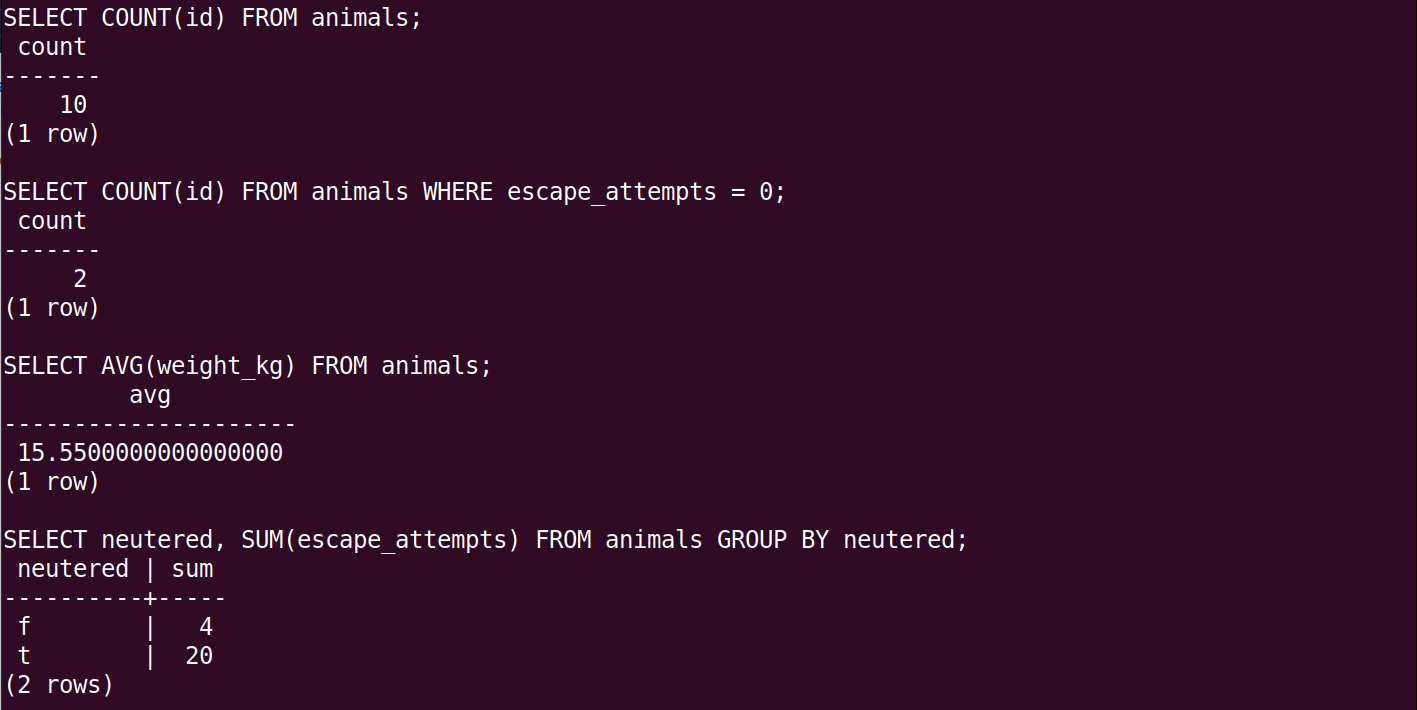 SELECT COUNT(id) FROM animals;
 count
-------
    10
(1 row)

SELECT COUNT(id) FROM animals WHERE escape_attempts = 0;
 count
-------
     2
(1 row)

SELECT AVG(weight_kg) FROM animals;
         avg
---------------------
 15.5500000000000000
(1 row)

SELECT neutered, SUM(escape_attempts) FROM animals GROUP BY neutered;
 neutered | sum
----------+-----
 f        |   4
 t        |  20
(2 rows)